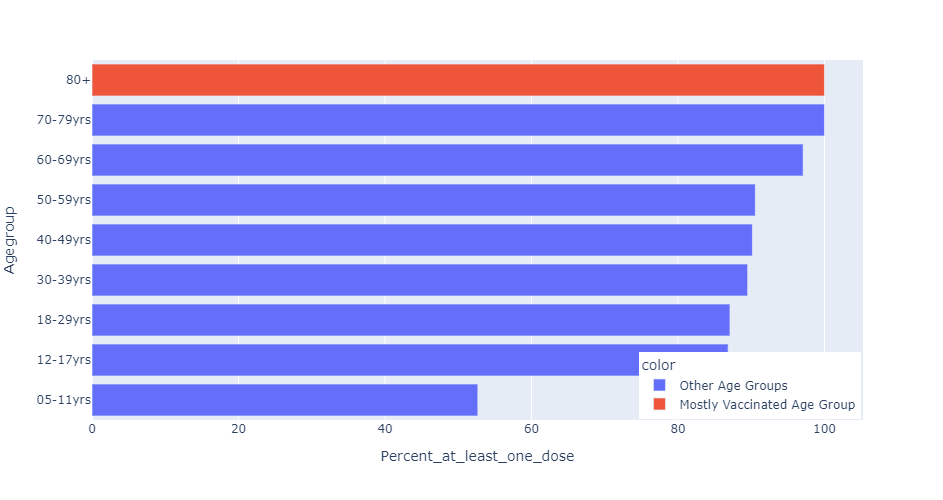 80+
70-79yrs
60-69yrs
50-59yrs
40-49yrs
30-39yrs
18-29yrs
12-17yrs
05-11yrs
Agegroup
color
Other Age Groups
Mostly Vaccinated Age Group
0 20 40 60 80 100
Percent_at_least_one_dose